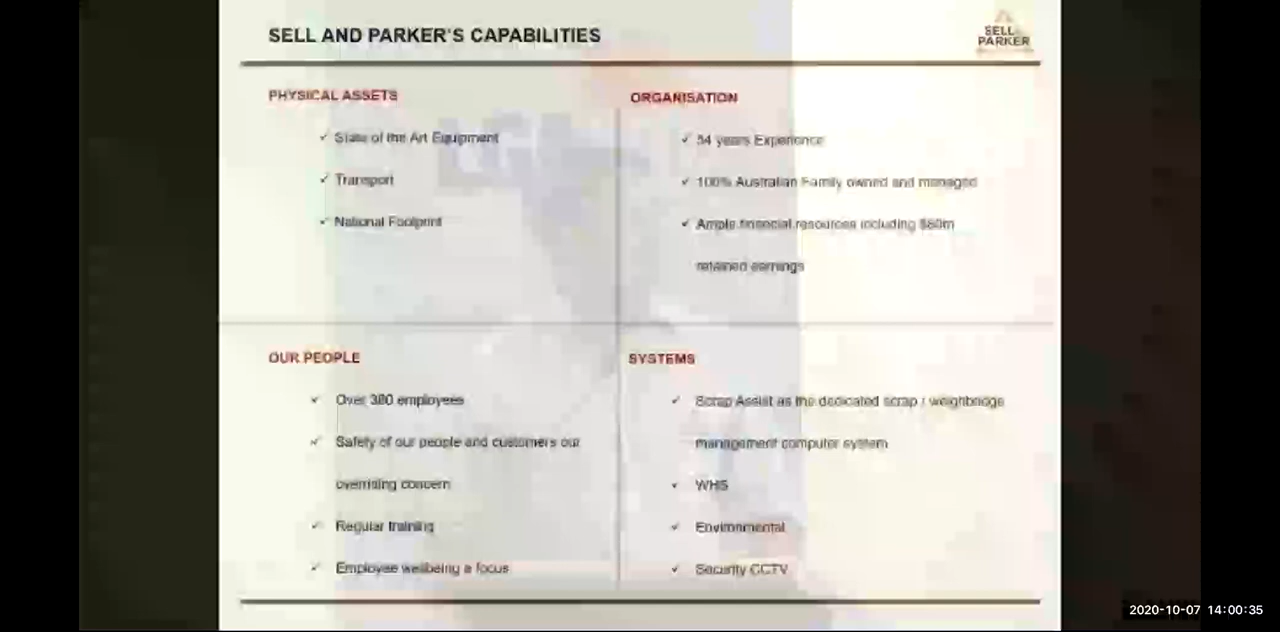 SELL AND PARKER'S CAPABILITIES
SELL
PARKER
PHYSICAL ASSETS
✓ State of the Art Equipment
✓ Transport
✓ National Footprint
ORGANISATION
✓ 54 years Experience
✓ 100% Australian Family owned and managed
✓ Ample financial resources including
retained earnings
OUR PEOPLE
✓ Over employees
✓ Safety of our people and customers our
overriding concern
✓ Regular training
✓ Employee wellbeing a focus
SYSTEMS
✓ Scrap Assist as the dedicated scrap / weighbridge
management computer system
✓ WHS
✓ Environmental
✓ Security CCTV
2020-10-07 14:00:35